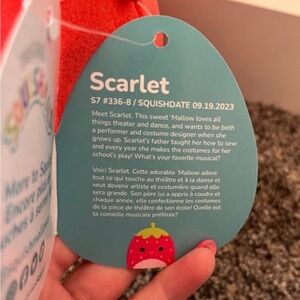 Scarlet
S7 #336-8 / SQUISHDATE 09.19.2023
Meet Scarlet. This sweet 'Mallow loves all
things theater and dance, and wants to be both
a performer and costume designer when she
grows up. Scarlet's father taught her how to sew
and every year she makes the costumes for her
school's play! What's your favorite musical?
Voici Scarlet. Cette adorable 'Mallow adore
tout ce qui touche au théâtre et à la danse et
veut devenir artiste et costumière quand elle
sera grande. Son père lui a appris à coudre et
chaque année, elle confectionne les costumes
de la pièce de théâtre de son école! Quelle est
ta comédie musicale préférée?
More to
Encore